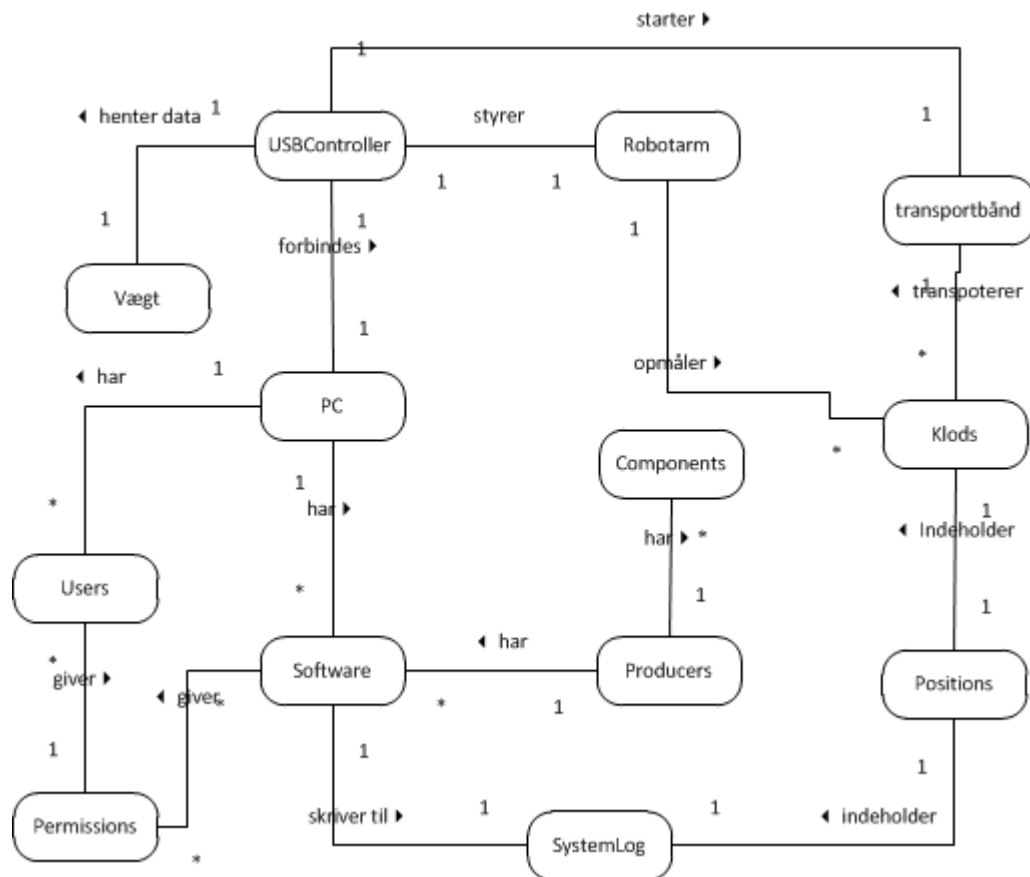 starter ▶
1
◀ henter data
1
styrer
1
USBController
Robotarm
1
1
transportbånd
1
1
1
forbindes ▶
1
◀ transpoterer
Vægt
1
1
opmåler ▶
*
◀ har
1
PC
Klods
*
Components
1
har ▶
*
1
◀ Indeholder
har ▶
*
Users
*
1
1
*
giver ▶
Software
◀ har
Producers
Positions
◀ giver
*
*
1
1
1
1
Permissions
*
skriver til ▶
1
1
◀ indeholder
SystemLog